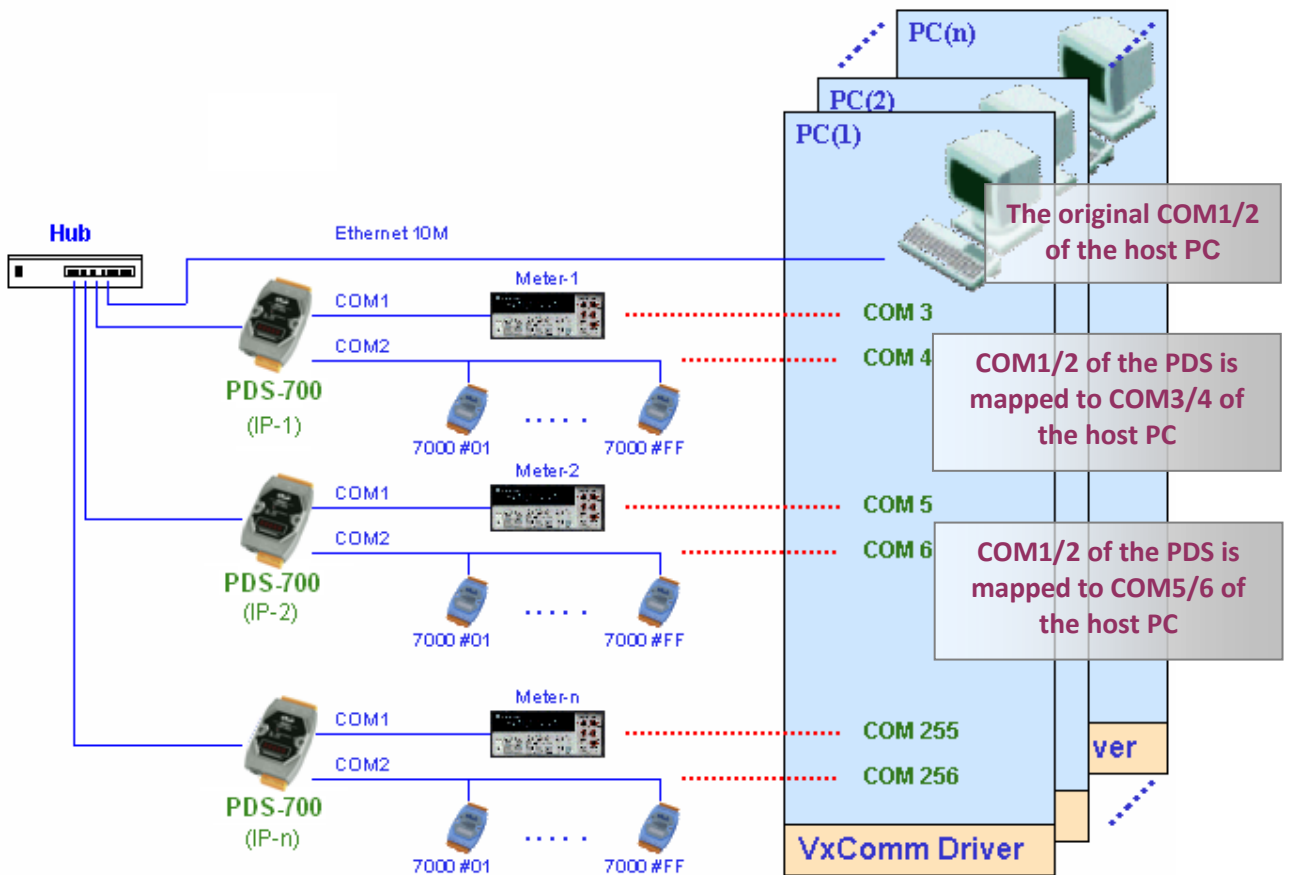 PC(n)
PC(2)
PC(1)
The original COM1/2
of the host PC
Hub
Ethernet 10M
Meter-1
COM1
COM 3
COM2
COM 4
COM1/2 of the PDS is
mapped to COM3/4 of
the host PC
PDS-700
(IP-1)
7000 #01
7000 #FF
Meter-2
COM1
COM 5
COM2
COM 6
COM1/2 of the PDS is
mapped to COM5/6 of
the host PC
PDS-700
(IP-2)
7000 #01
7000 #FF
Meter-n
COM1
COM 255
COM2
COM 256
ver
PDS-700
(IP-n)
7000 #01
7000 #FF
VxComm Driver